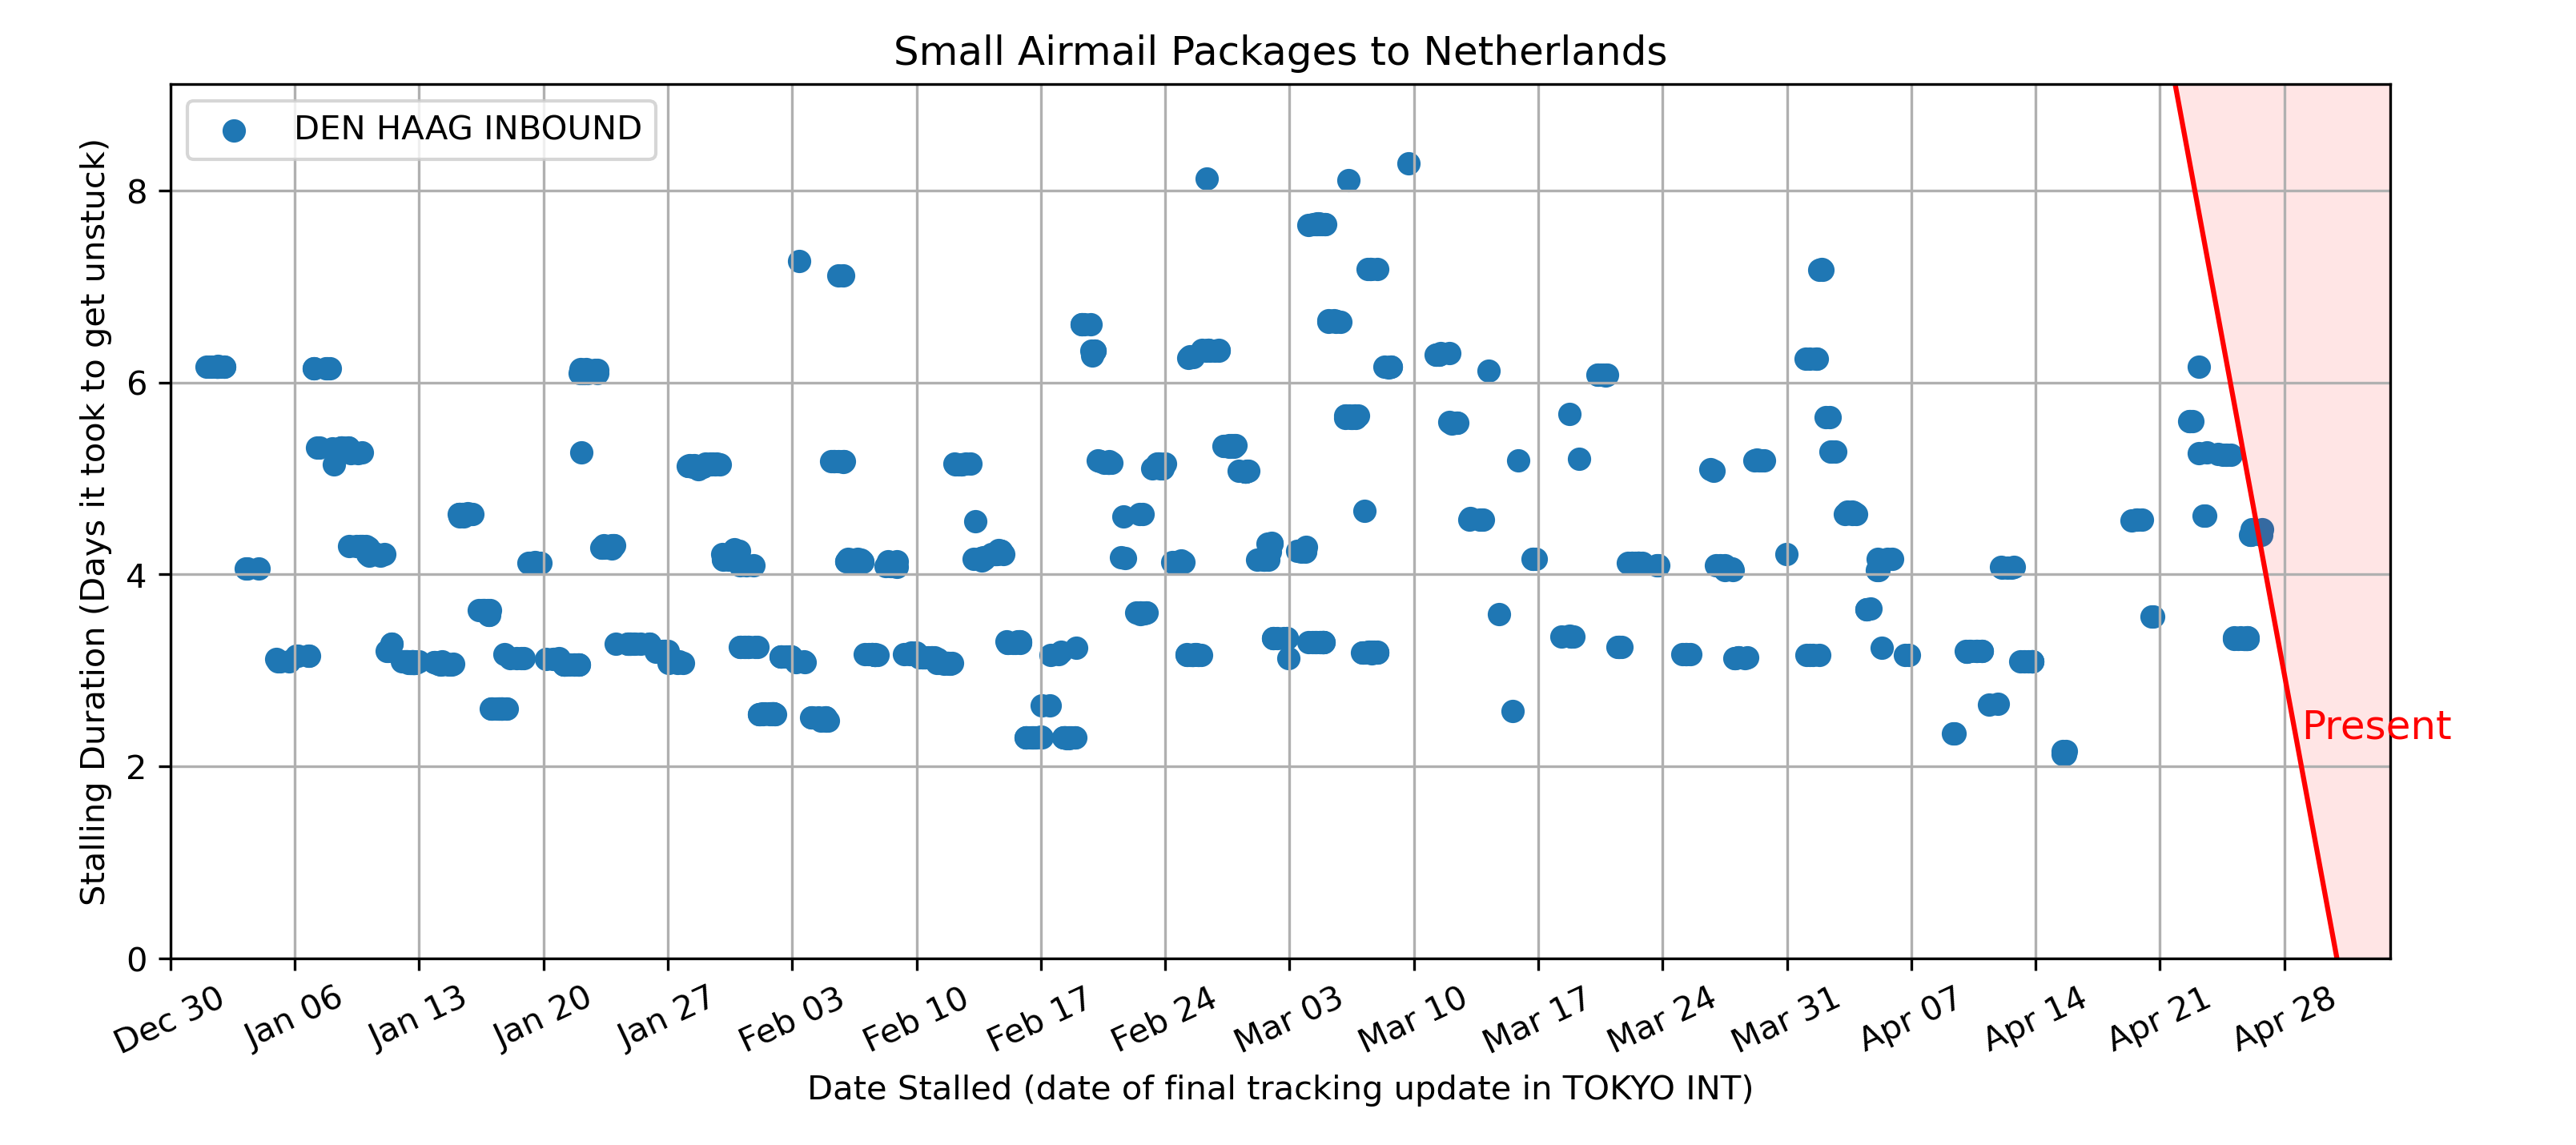 Small Airmail Packages to Netherlands
DEN HAAG INBOUND
Stalling Duration (Days it took to get unstuck)
8
6
4
2
0
Present
Dec 30 Jan 06 Jan 13 Jan 20 Jan 27 Feb 03 Feb 10 Feb 17 Feb 24 Mar 03 Mar 10 Mar 17 Mar 24 Mar 31 Apr 07 Apr 14 Apr 21 Apr 28
Date Stalled (date of final tracking update in TOKYO INT)